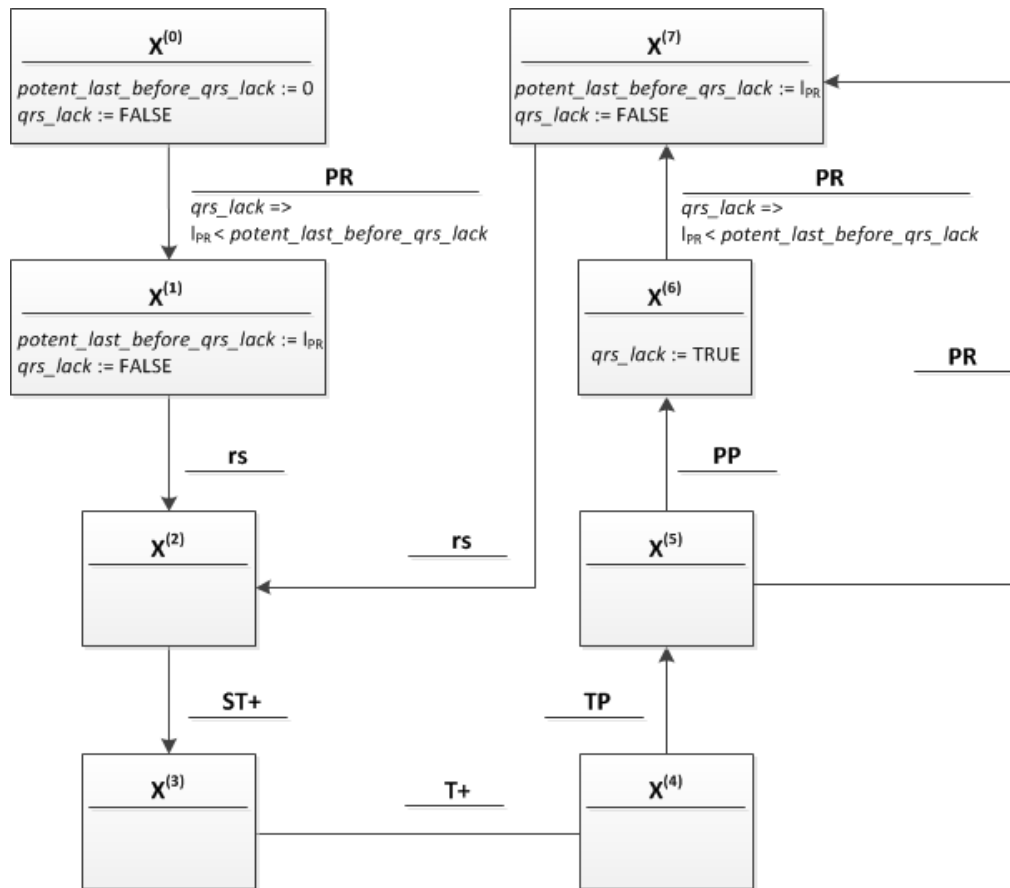 X(0)
potent_last_before_qrs_lack := 0
qrs_lack := FALSE
X(7)
potent_last_before_qrs_lack := lPR
qrs_lack := FALSE
PR
qrs_lack =>
lPR < potent_last_before_qrs_lack
PR
qrs_lack =>
lPR < potent_last_before_qrs_lack
X(1)
potent_last_before_qrs_lack := lPR
qrs_lack := FALSE
X(6)
qrs_lack := TRUE
PR
rs
PP
X(2)
rs
X(5)
ST+
TP
X(3)
T+
X(4)